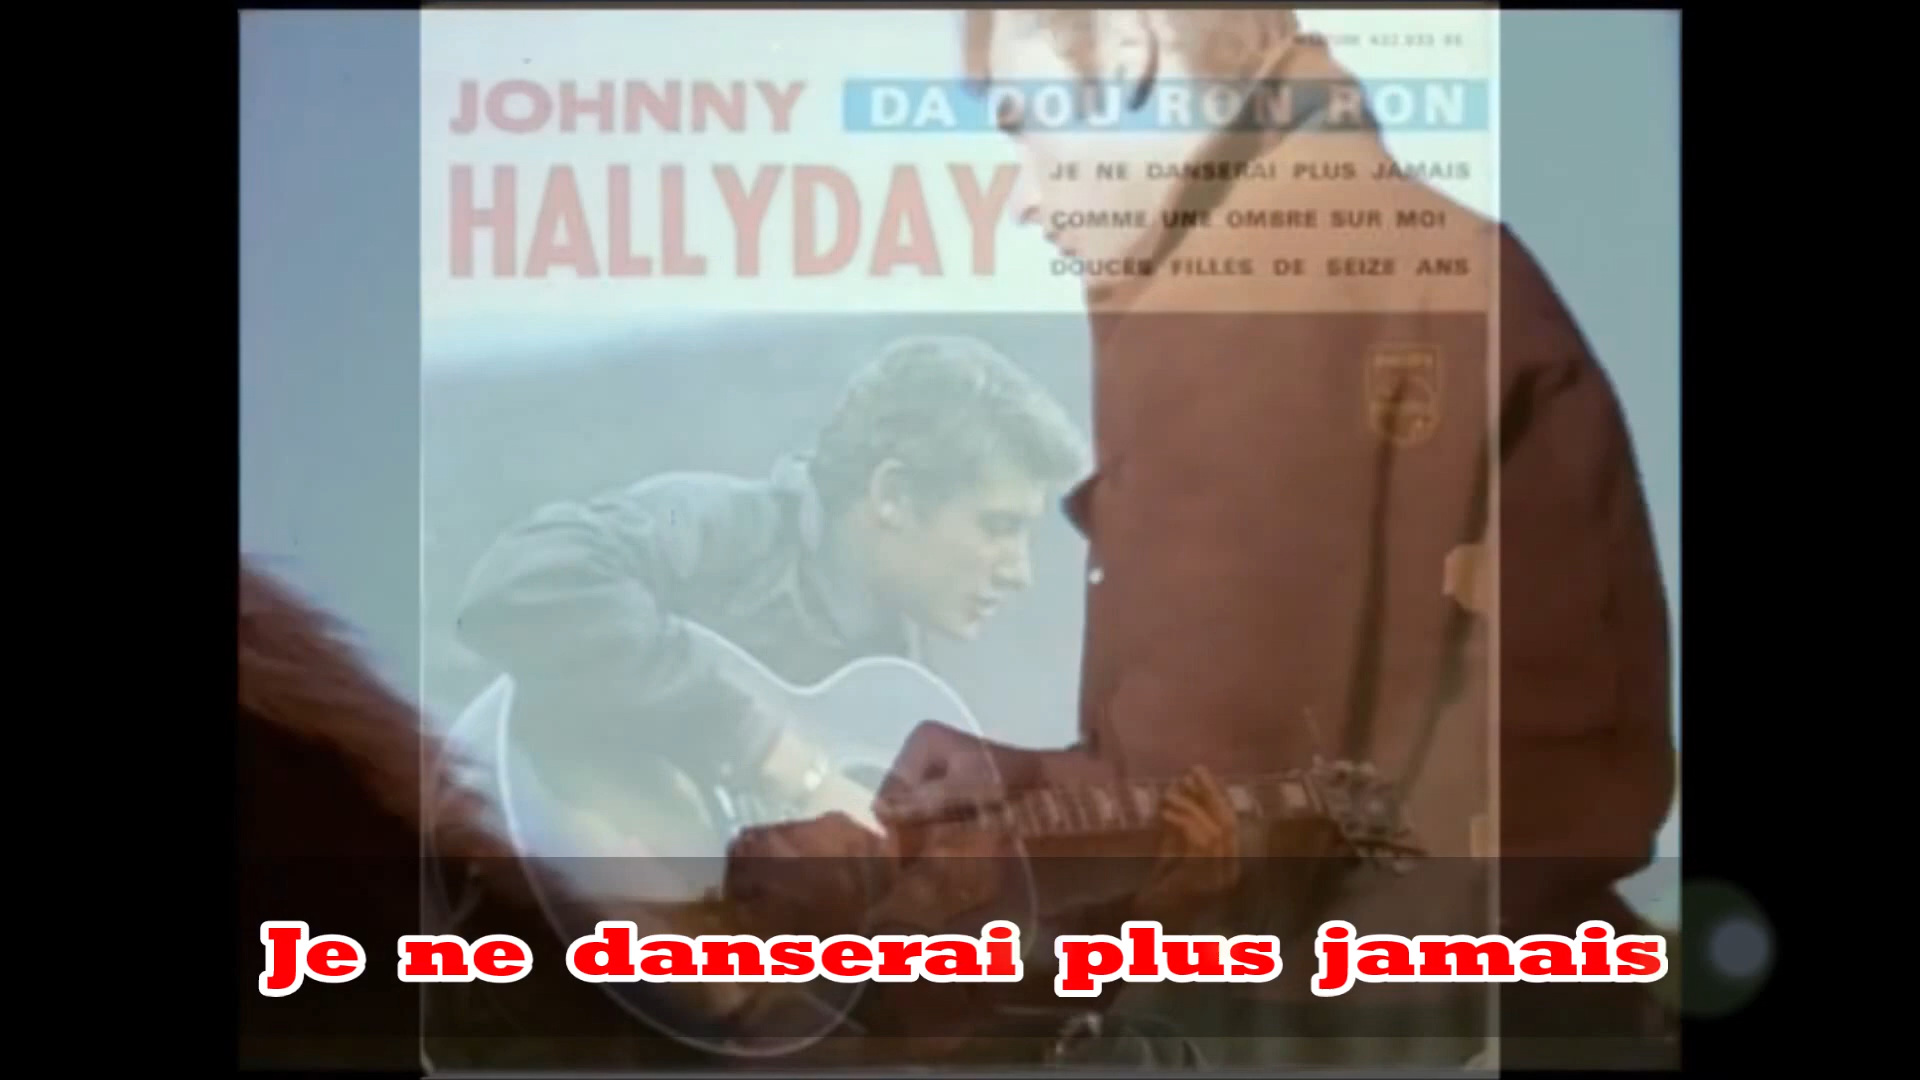 JOHNNY
HALLYDAY
DA DOU RON RON
JE NE DANSERAI PLUS JAMAIS
COMME UNE OMBRE SUR MOI
DOUCES FILLES DE SEIZE ANS
Je ne danserai plus jamais